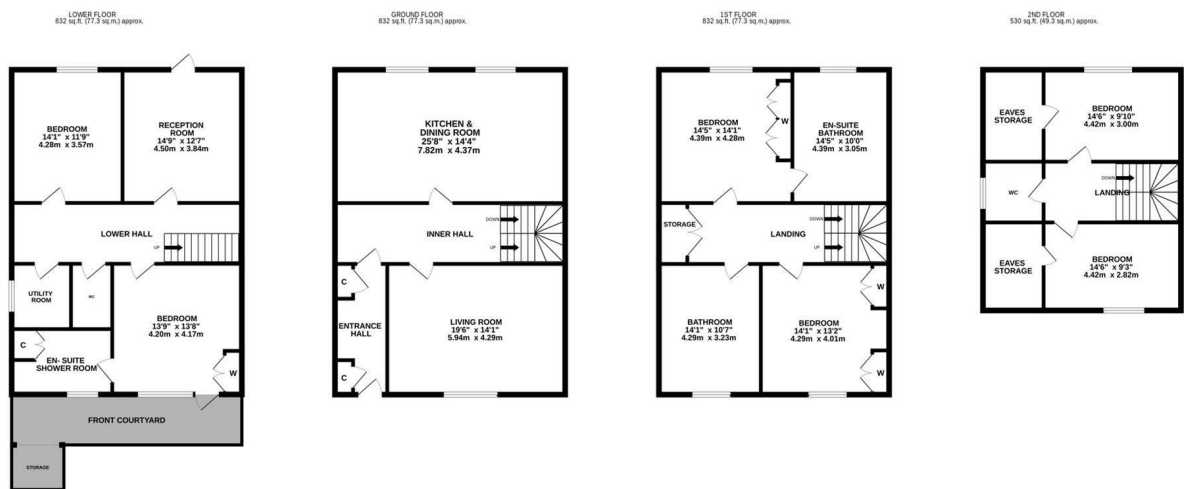 LOWER FLOOR
832 sq.ft. (77.3 sq.m.) approx.
BEDROOM
14'1" x 11'9"
4.28m x 3.57m
RECEPTION
ROOM
14'9" x 12'7"
4.50m x 3.84m
LOWER HALL
UP
UTILITY
ROOM
WC
BEDROOM
13'9" x 13'8"
4.20m x 4.17m
C
EN- SUITE
SHOWER ROOM
W
FRONT COURTYARD
STORAGE
GROUND FLOOR
832 sq.ft. (77.3 sq.m.) approx.
KITCHEN &
DINING ROOM
25'8" x 14'4"
7.82m x 4.37m
DOWN
INNER HALL
UP
C
ENTRANCE
HALL
LIVING ROOM
19'6" x 14'1"
5.94m x 4.29m
C
1ST FLOOR
832 sq.ft. (77.3 sq.m.) approx.
BEDROOM
14'5" x 14'1"
4.39m x 4.28m
W
EN-SUITE
BATHROOM
14'5" x 10'0"
4.39m x 3.05m
STORAGE
DOWN
LANDING
UP
BATHROOM
14'1" x 10'7"
4.29m x 3.23m
BEDROOM
14'1" x 13'2"
4.29m x 4.01m
W
W
2ND FLOOR
530 sq.ft. (49.3 sq.m.) approx.
EAVES
STORAGE
BEDROOM
14'6" x 9'10"
4.42m x 3.00m
DOWN
WC
LANDING
EAVES
STORAGE
BEDROOM
14'6" x 9'3"
4.42m x 2.82m